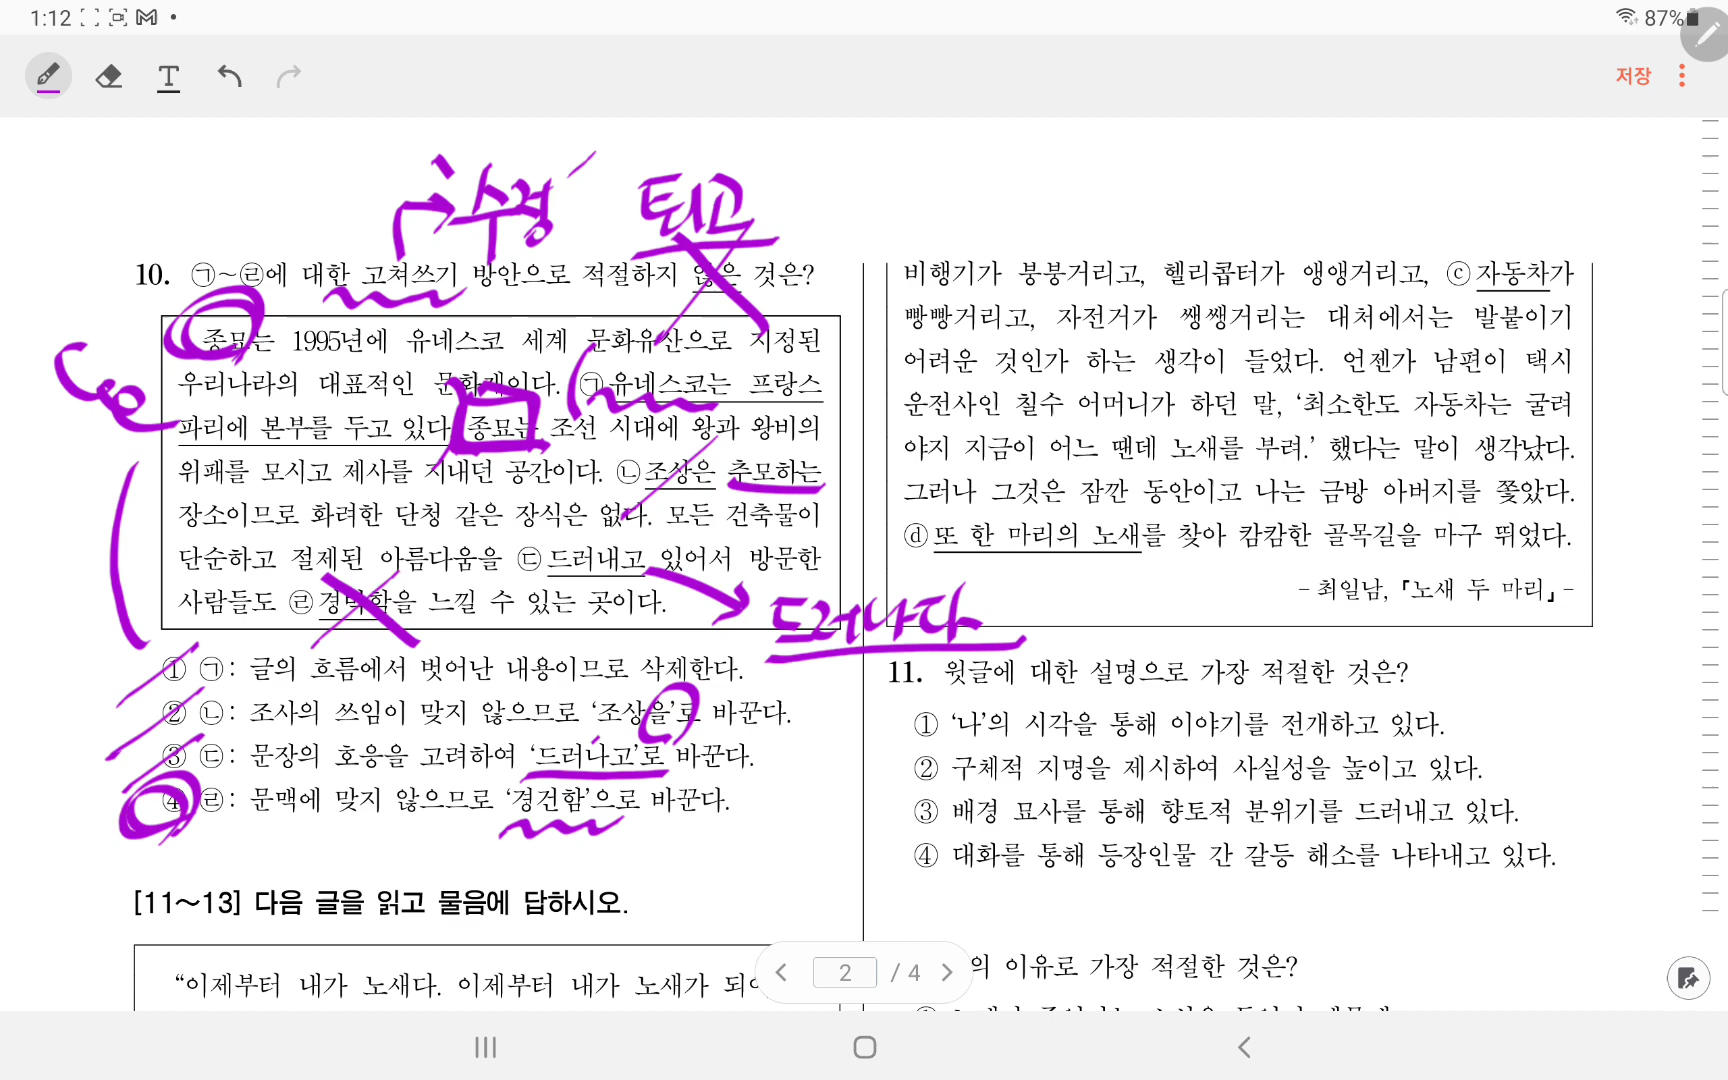 1:12
87%
T
저장
수경
퇴고
10. ㉠~㉣에 대한 고쳐쓰기 방안으로 적절하지 않은 것은?
종묘는 1995년에 유네스코 세계 문화유산으로 지정된
우리나라의 대표적인 문화재이다. ㉠유네스코는 프랑스
파리에 본부를 두고 있다. 종묘는 조선 시대에 왕과 왕비의
위패를 모시고 제사를 지내던 공간이다. ㉡조상은 추모하는
장소이므로 화려한 단청 같은 장식은 없다. 모든 건축물이
단순하고 절제된 아름다움을 ㉢드러내고 있어서 방문한
사람들도 ㉣경박함을 느낄 수 있는 곳이다.
드러나다
① ㉠: 글의 흐름에서 벗어난 내용이므로 삭제한다.
② ㉡: 조사의 쓰임이 맞지 않으므로 ‘조상을’로 바꾼다.
③ ㉢: 문장의 호응을 고려하여 ‘드러나고’로 바꾼다.
④ ㉣: 문맥에 맞지 않으므로 ‘경건함’으로 바꾼다.
[11~13] 다음 글을 읽고 물음에 답하시오.
“이제부터 내가 노새다. 이제부터 내가 노새가 되어
비행기가 붕붕거리고, 헬리콥터가 앵앵거리고, ⓒ자동차가
빵빵거리고, 자전거가 쌩쌩거리는 대처에서는 발붙이기
어려운 것인가 하는 생각이 들었다. 언젠가 남편이 택시
운전사인 칠수 어머니가 하던 말, ‘최소한도 자동차는 굴려
야지 지금이 어느 땐데 노새를 부려.’ 했다는 말이 생각났다.
그러나 그것은 잠깐 동안이고 나는 금방 아버지를 쫓았다.
ⓓ또 한 마리의 노새를 찾아 캄캄한 골목길을 마구 뛰었다.
- 최일남, 「노새 두 마리」 -
11. 윗글에 대한 설명으로 가장 적절한 것은?
① ‘나’의 시각을 통해 이야기를 전개하고 있다.
② 구체적 지명을 제시하여 사실성을 높이고 있다.
③ 배경 묘사를 통해 향토적 분위기를 드러내고 있다.
④ 대화를 통해 등장인물 간 갈등 해소를 나타내고 있다.
의 이유로 가장 적절한 것은?
2 / 4